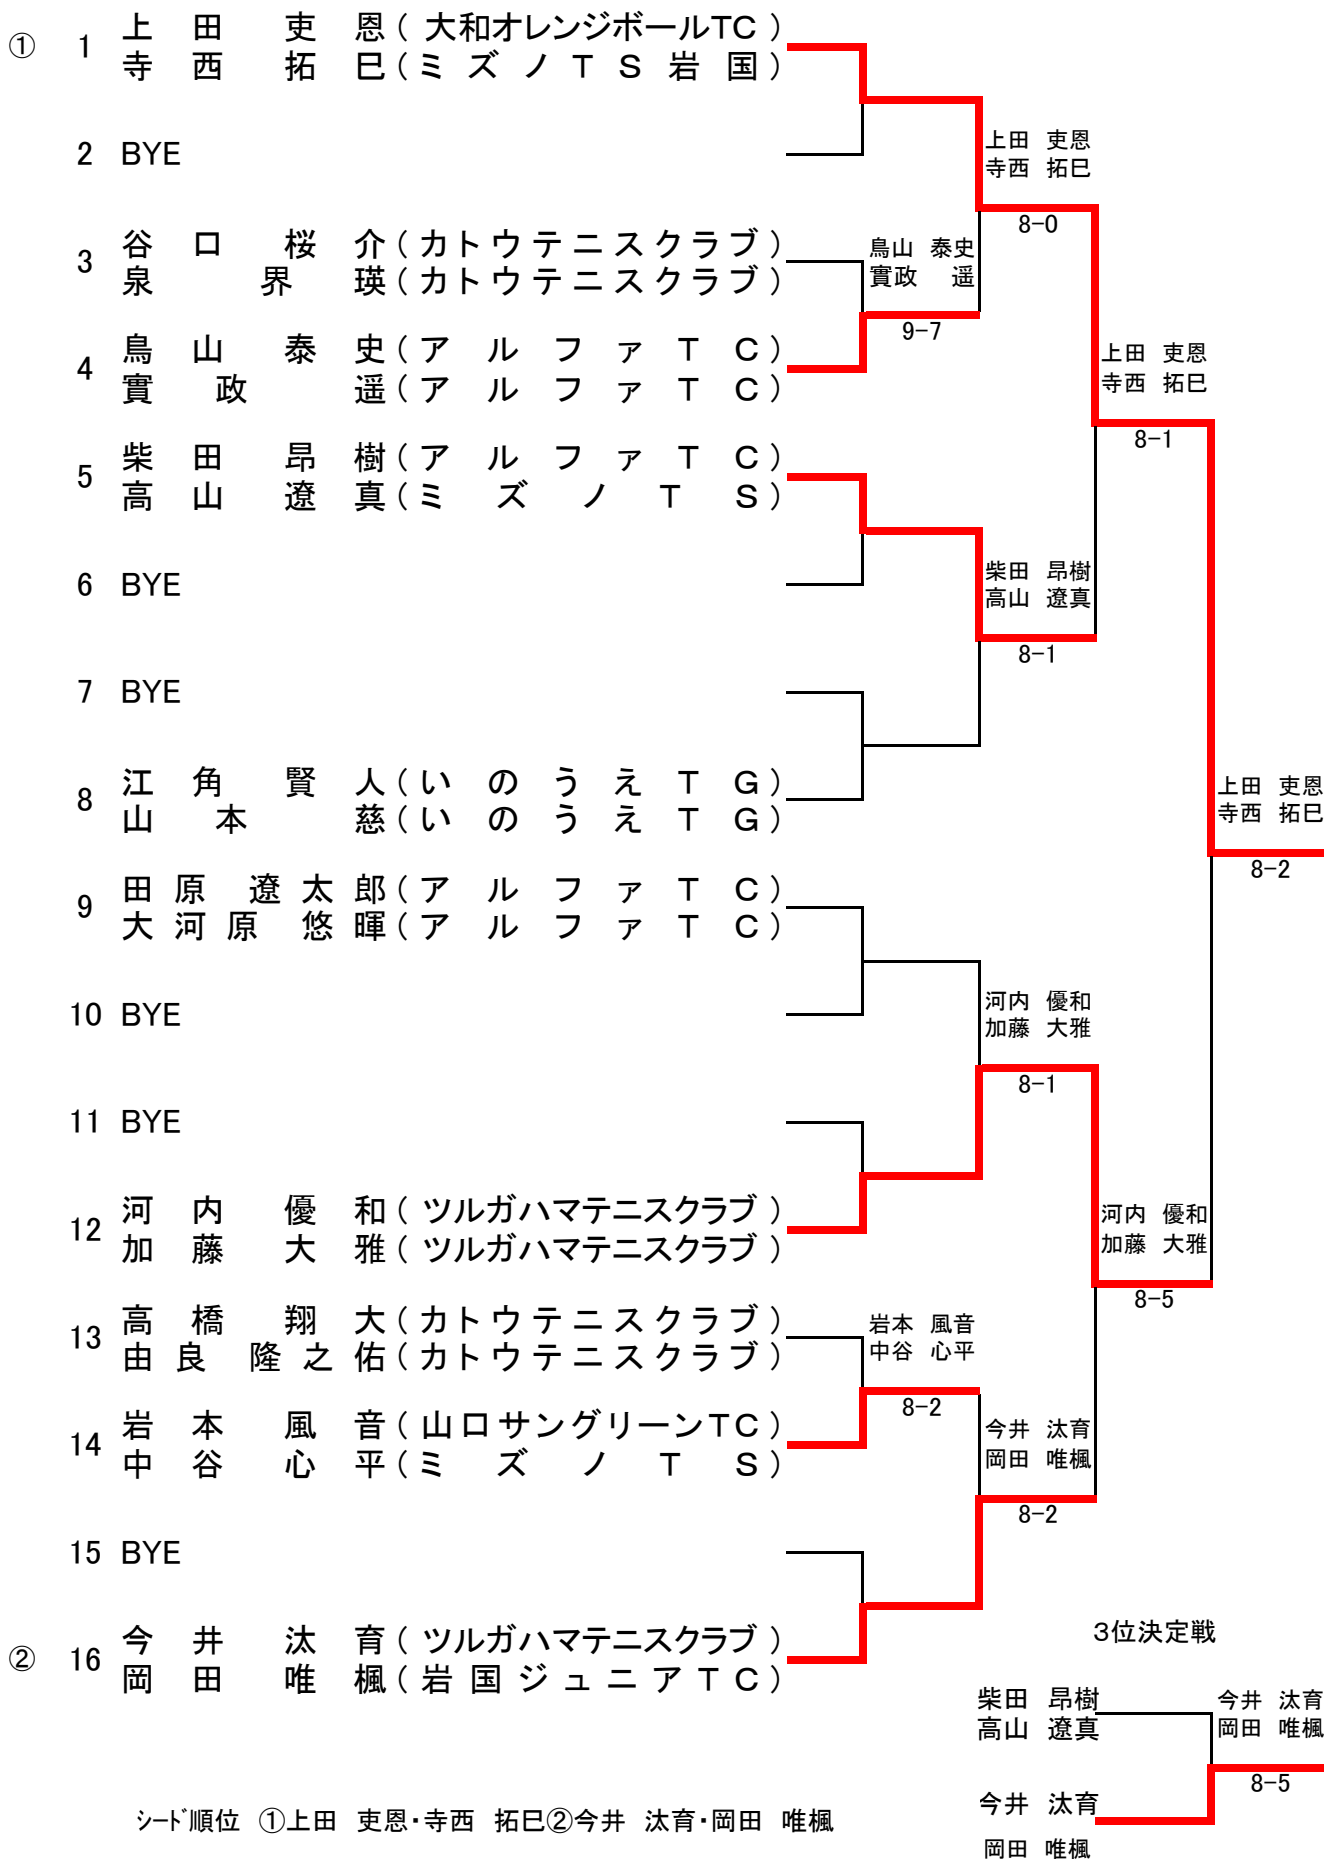 ① 1 上田 吏恩(大和オレンジボールTC)
寺西 拓巳(ミズノTS岩国)
2 BYE
上田 吏恩
寺西 拓巳
8-0
3 谷口 桜介(カトウテニスクラブ)
泉 界瑛(カトウテニスクラブ)
鳥山 泰史
實政 遥
9-7
4 鳥山 泰史(アルファTC)
實政 遥(アルファTC)
上田 吏恩
寺西 拓巳
8-1
5 柴田 昂樹(アルファTC)
高山 遼真(ミズノTS)
6 BYE
柴田 昂樹
高山 遼真
8-1
7 BYE
8 江角 賢人(いのうえTG)
山本 慈(いのうえTG)
上田 吏恩
寺西 拓巳
8-2
9 田原 遼太郎(アルファTC)
大河原 悠暉(アルファTC)
10 BYE
河内 優和
加藤 大雅
8-1
11 BYE
12 河内 優和(ツルガハマテニスクラブ)
加藤 大雅(ツルガハマテニスクラブ)
河内 優和
加藤 大雅
8-5
13 高橋 翔大(カトウテニスクラブ)
由良 隆之佑(カトウテニスクラブ)
岩本 風音
中谷 心平
8-2
14 岩本 風音(山口サングリーンTC)
中谷 心平(ミズノTS)
今井 汰育
岡田 唯楓
8-2
15 BYE
② 16 今井 汰育(ツルガハマテニスクラブ)
岡田 唯楓(岩国ジュニアTC)
3位決定戦
柴田 昂樹
高山 遼真
今井 汰育
岡田 唯楓
8-5
今井 汰育
岡田 唯楓
シード順位 ①上田 吏恩・寺西 拓巳②今井 汰育・岡田 唯楓